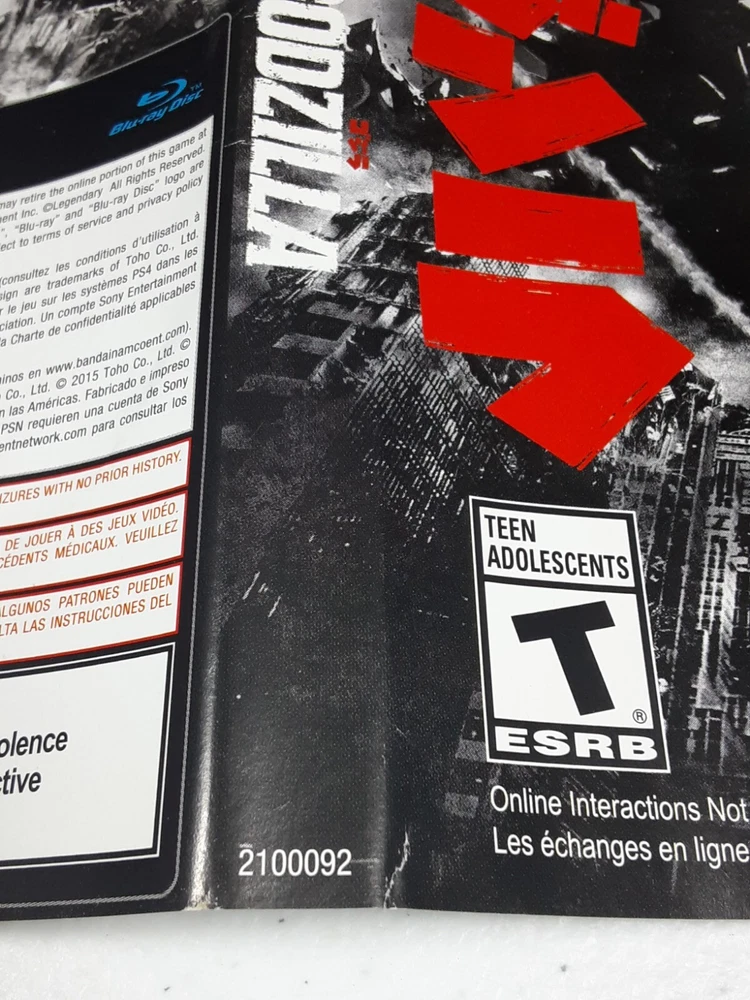 Blu-ray Disc™
may retire the online portion of this game at
ent Inc. ©Legendary. All Rights Reserved.
", "Blu-ray" and "Blu-ray Disc" logo are
ect to terms of service and privacy policy
(consultez les conditions d'utilisation à
sign are trademarks of Toho Co., Ltd.
r le jeu sur les systèmes PS4 dans les
ciation. Un compte Sony Entertainment
la Charte de confidentialité applicables
inos en www.bandainamcoent.com).
Co., Ltd. © 2015 Toho Co., Ltd. ©
n las Américas. Fabricado e impreso
PSN requieren una cuenta de Sony
entnetwork.com para consultar los
IZURES WITH NO PRIOR HISTORY.
DE JOUER À DES JEUX VIDÉO.
CÉDENTS MÉDICAUX. VEUILLEZ
ALGUNOS PATRONES PUEDEN
LTA LAS INSTRUCCIONES DEL
olence
ctive
GODZILLA
2100092
TEEN
ADOLESCENTS
T
®
ESRB
Online Interactions Not
Les échanges en ligne